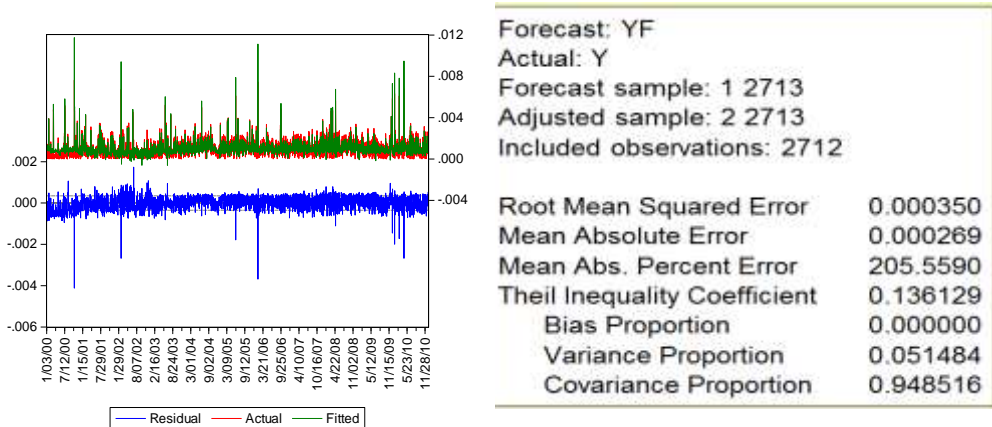 .012
.008
.004
.002
.000
.000
-.004
-.002
-.004
-.006
1/03/00
7/12/00
1/15/01
7/29/01
1/29/02
8/07/02
2/16/03
8/24/03
3/01/04
9/02/04
3/09/05
9/12/05
3/21/06
9/25/06
4/10/07
10/16/07
4/22/08
11/02/08
5/12/09
11/15/09
5/23/10
11/28/10
Residual Actual Fitted
Forecast: YF
Actual: Y
Forecast sample: 1 2713
Adjusted sample: 2 2713
Included observations: 2712
Root Mean Squared Error 0.000350
Mean Absolute Error 0.000269
Mean Abs. Percent Error 205.5590
Theil Inequality Coefficient 0.136129
Bias Proportion 0.000000
Variance Proportion 0.051484
Covariance Proportion 0.948516